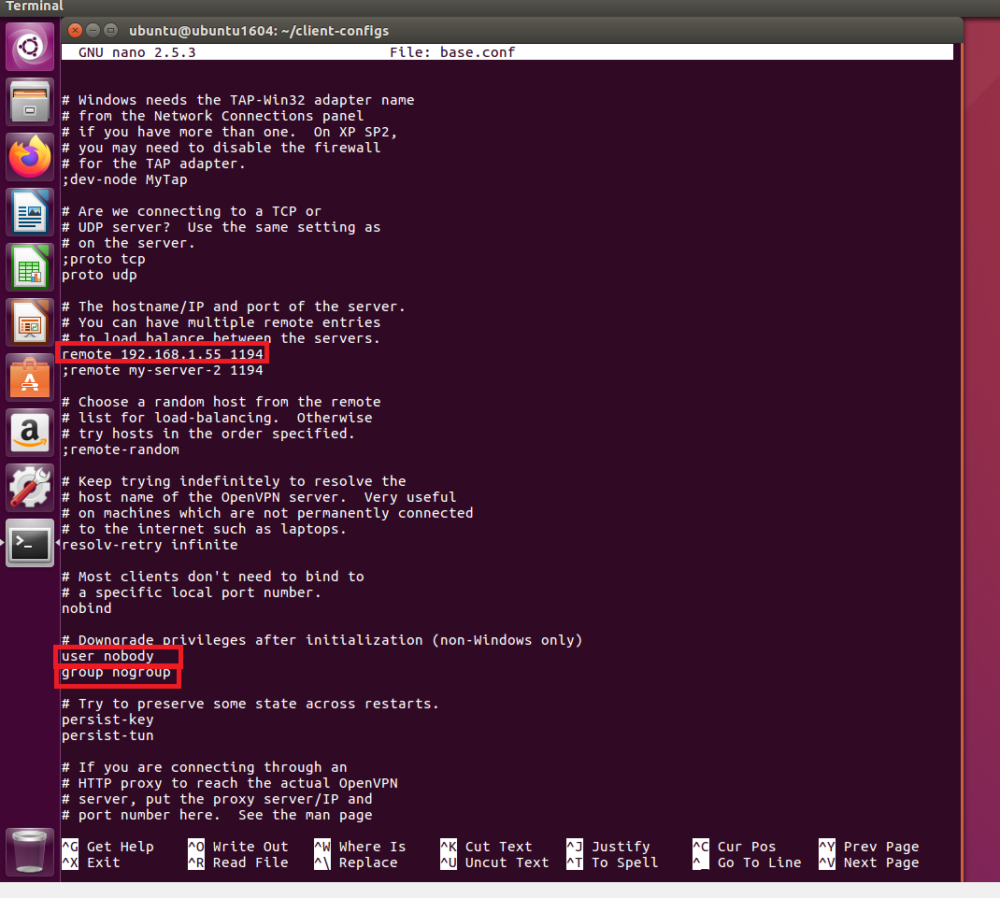 Terminal
ubuntu@ubuntu1604: ~/client-configs
GNU nano 2.5.3 File: base.conf
# Windows needs the TAP-Win32 adapter name
# from the Network Connections panel
# if you have more than one.  On XP SP2,
# you may need to disable the firewall
# for the TAP adapter.
;dev-node MyTap
# Are we connecting to a TCP or
# UDP server?  Use the same setting as
# on the server.
;proto tcp
proto udp
# The hostname/IP and port of the server.
# You can have multiple remote entries
# to load balance between the servers.
remote 192.168.1.55 1194
;remote my-server-2 1194
# Choose a random host from the remote
# list for load-balancing.  Otherwise
# try hosts in the order specified.
;remote-random
# Keep trying indefinitely to resolve the
# host name of the OpenVPN server.  Very useful
# on machines which are not permanently connected
# to the internet such as laptops.
resolv-retry infinite
# Most clients don't need to bind to
# a specific local port number.
nobind
# Downgrade privileges after initialization (non-Windows only)
user nobody
group nogroup
# Try to preserve some state across restarts.
persist-key
persist-tun
# If you are connecting through an
# HTTP proxy to reach the actual OpenVPN
# server, put the proxy server/IP and
# port number here.  See the man page
^G Get Help ^O Write Out ^W Where Is ^K Cut Text ^J Justify ^C Cur Pos ^Y Prev Page
^X Exit ^R Read File ^\ Replace ^U Uncut Text ^T To Spell ^_ Go To Line ^V Next Page